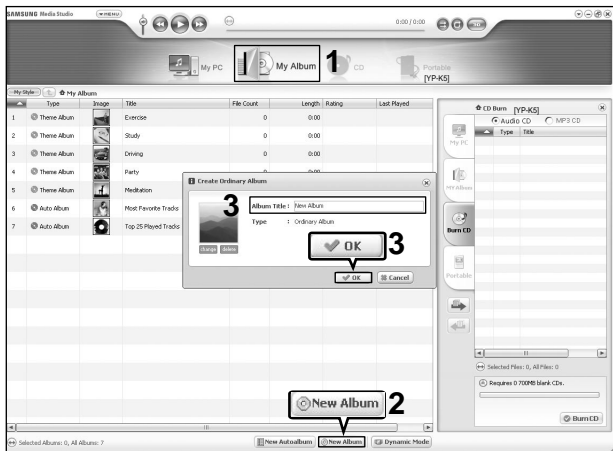 SAMSUNG Media Studio
MENU
0:00 / 0:00
My PC
My Album
1
CD
Portable
[YP-K5]
My Style
My Album
Type Image Title File Count Length Rating Last Played
1 Theme Album Exercise 0 0:00
2 Theme Album Study 0 0:00
3 Theme Album Driving 0 0:00
4 Theme Album Party 0 0:00
5 Theme Album Meditation
6 Auto Album Most Favorite Tracks
7 Auto Album Top 25 Played Tracks
Create Ordinary Album
3
Album Title : New Album
Type : Ordinary Album
change delete
OK
3
OK Cancel
New Album
2
Selected Albums: 0, All Albums: 7
New Autoalbum New Album Dynamic Mode
CD Burn [YP-K5]
Audio CD MP3 CD
Type Title
My PC
My Album
Burn CD
Portable
Selected Files: 0, All Files: 0
Requires 0 700MB blank CDs.
Burn CD